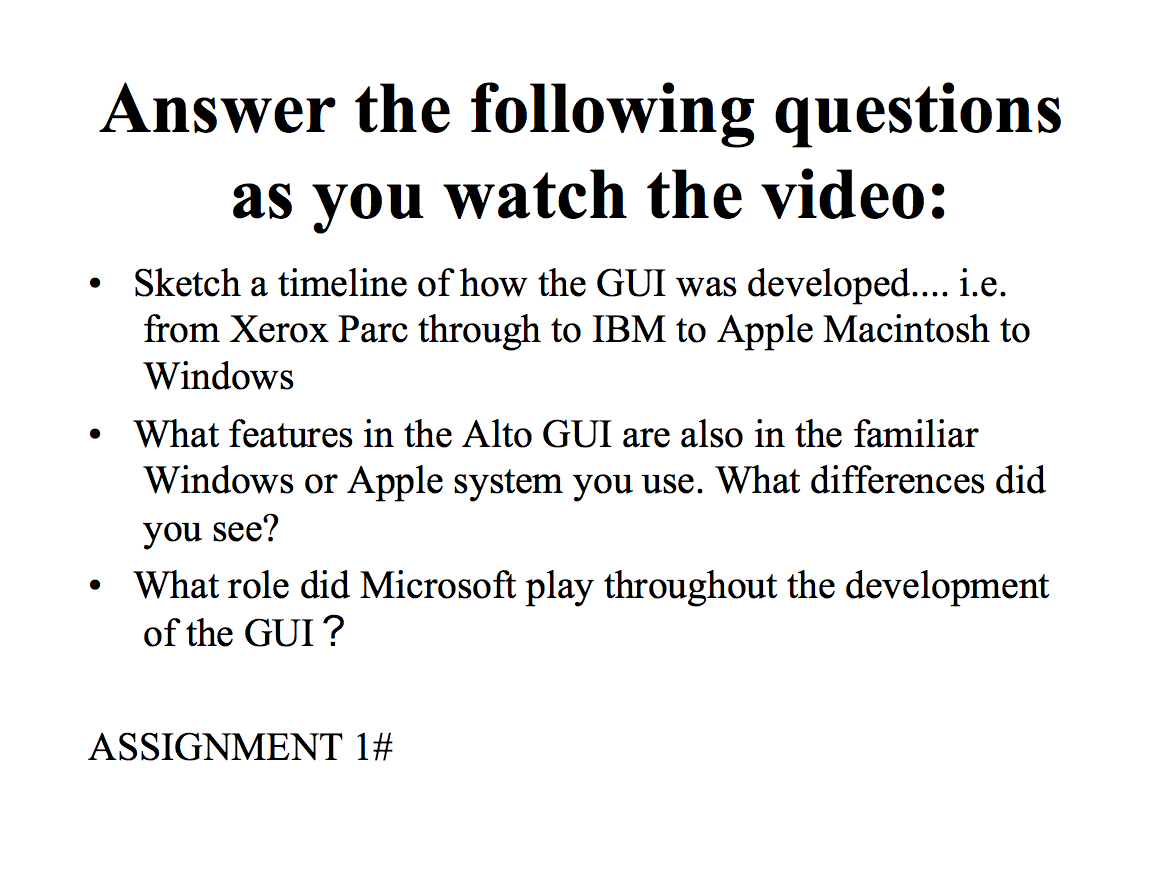 Answer the following questions
as you watch the video:
• Sketch a timeline of how the GUI was developed.... i.e.
from Xerox Parc through to IBM to Apple Macintosh to
Windows
• What features in the Alto GUI are also in the familiar
Windows or Apple system you use. What differences did
you see?
• What role did Microsoft play throughout the development
of the GUI？
ASSIGNMENT 1#